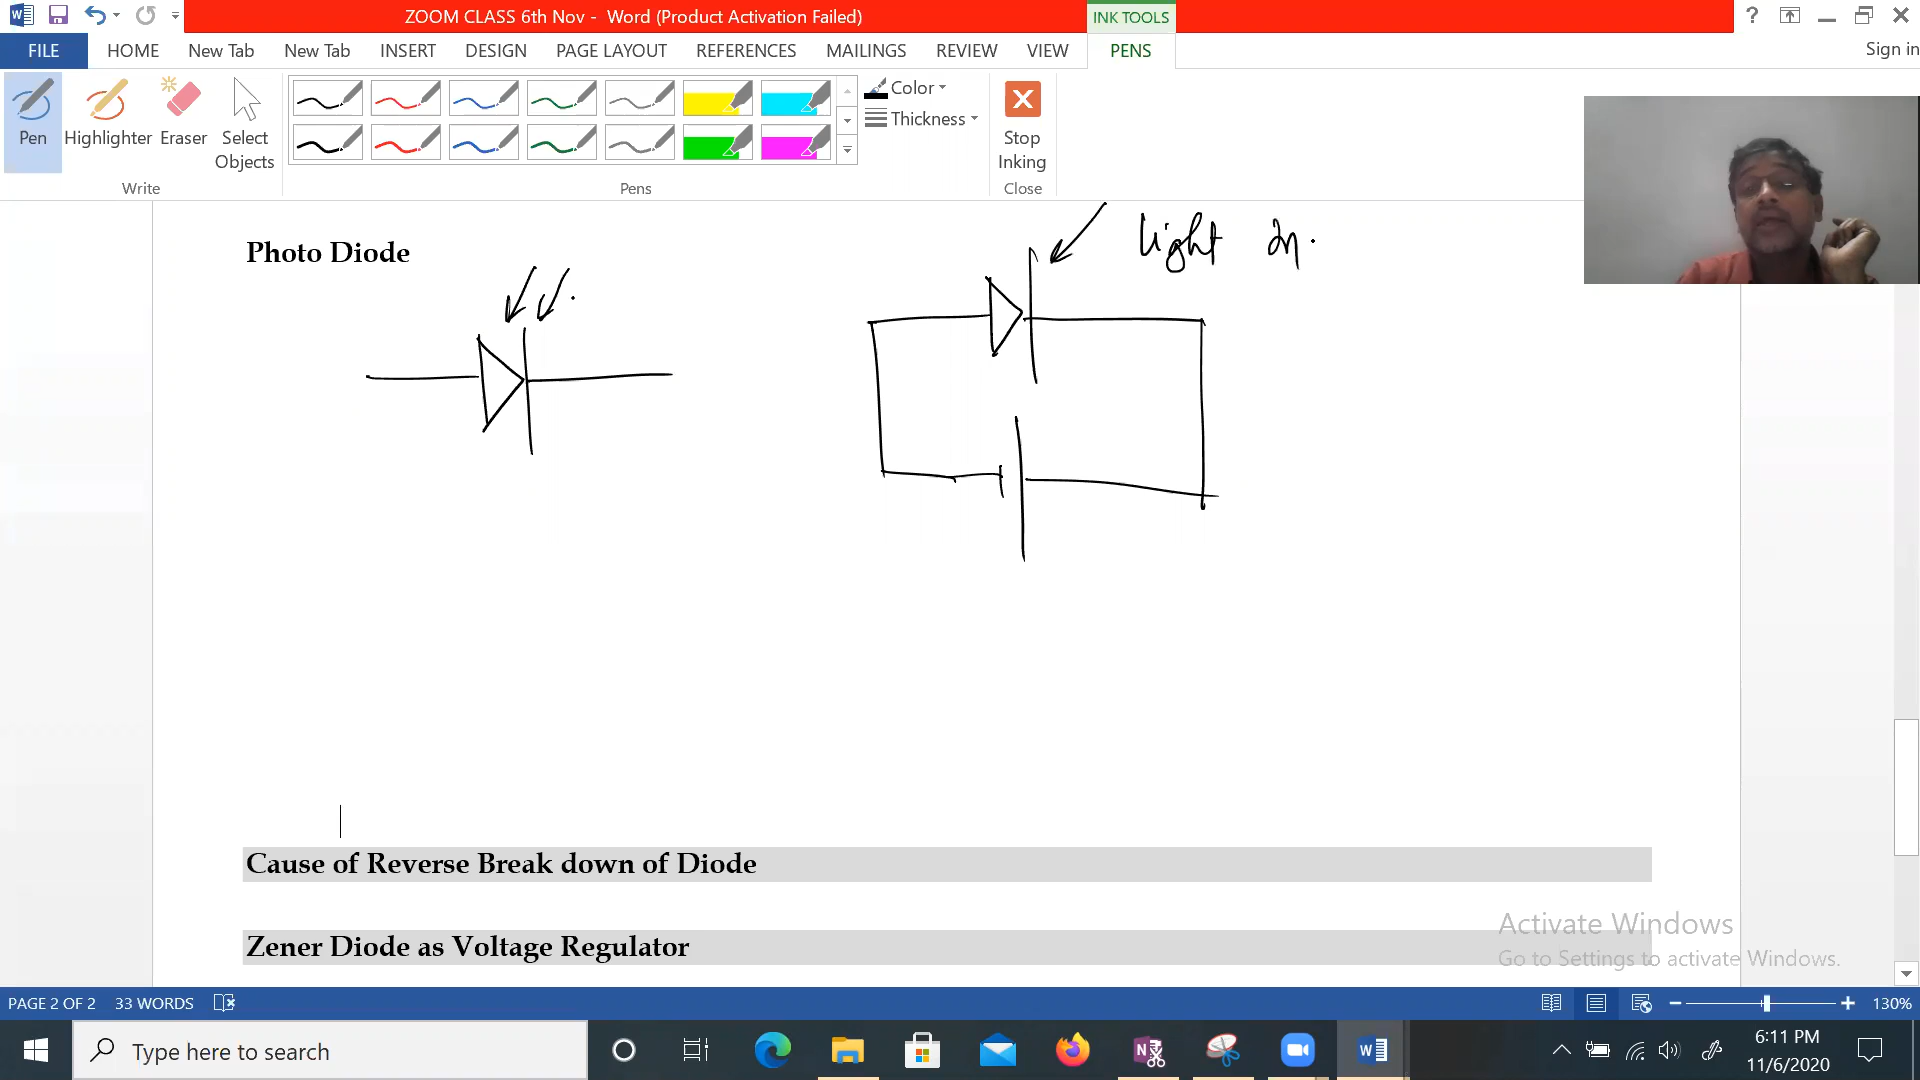 ZOOM CLASS 6th Nov - Word (Product Activation Failed)
INK TOOLS
?
FILE
HOME
New Tab
New Tab
INSERT
DESIGN
PAGE LAYOUT
REFERENCES
MAILINGS
REVIEW
VIEW
PENS
Sign in
Pen
Highlighter
Eraser
Select
Objects
Color
Thickness
Stop
Inking
Write
Pens
Close
Photo Diode
light
Cause of Reverse Break down of Diode
Zener Diode as Voltage Regulator
Activate Windows
Go to Settings to activate Windows.
PAGE 2 OF 2
33 WORDS
130%
Type here to search
6:11 PM
11/6/2020